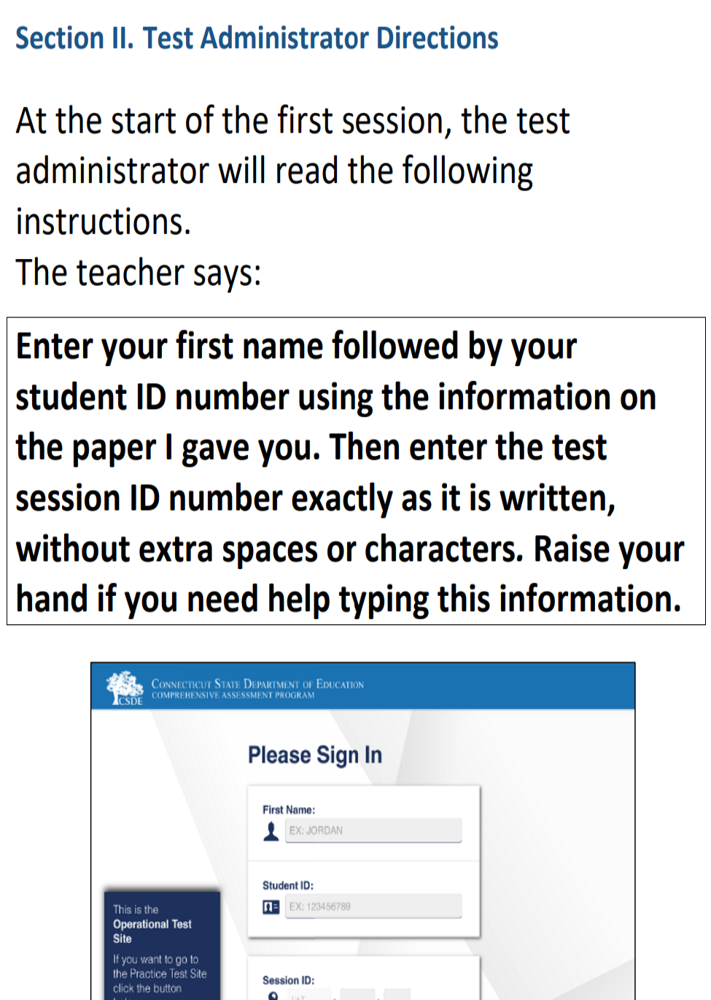 Section II. Test Administrator Directions
At the start of the first session, the test
administrator will read the following
instructions.
The teacher says:
Enter your first name followed by your
student ID number using the information on
the paper I gave you. Then enter the test
session ID number exactly as it is written,
without extra spaces or characters. Raise your
hand if you need help typing this information.
CSDE
CONNECTICUT STATE DEPARTMENT OF EDUCATION
COMPREHENSIVE ASSESSMENT PROGRAM
Please Sign In
First Name:
EX: JORDAN
Student ID:
EX: 123456789
This is the
Operational Test
Site
If you want to go to
the Practice Test Site
click the button
Session ID: